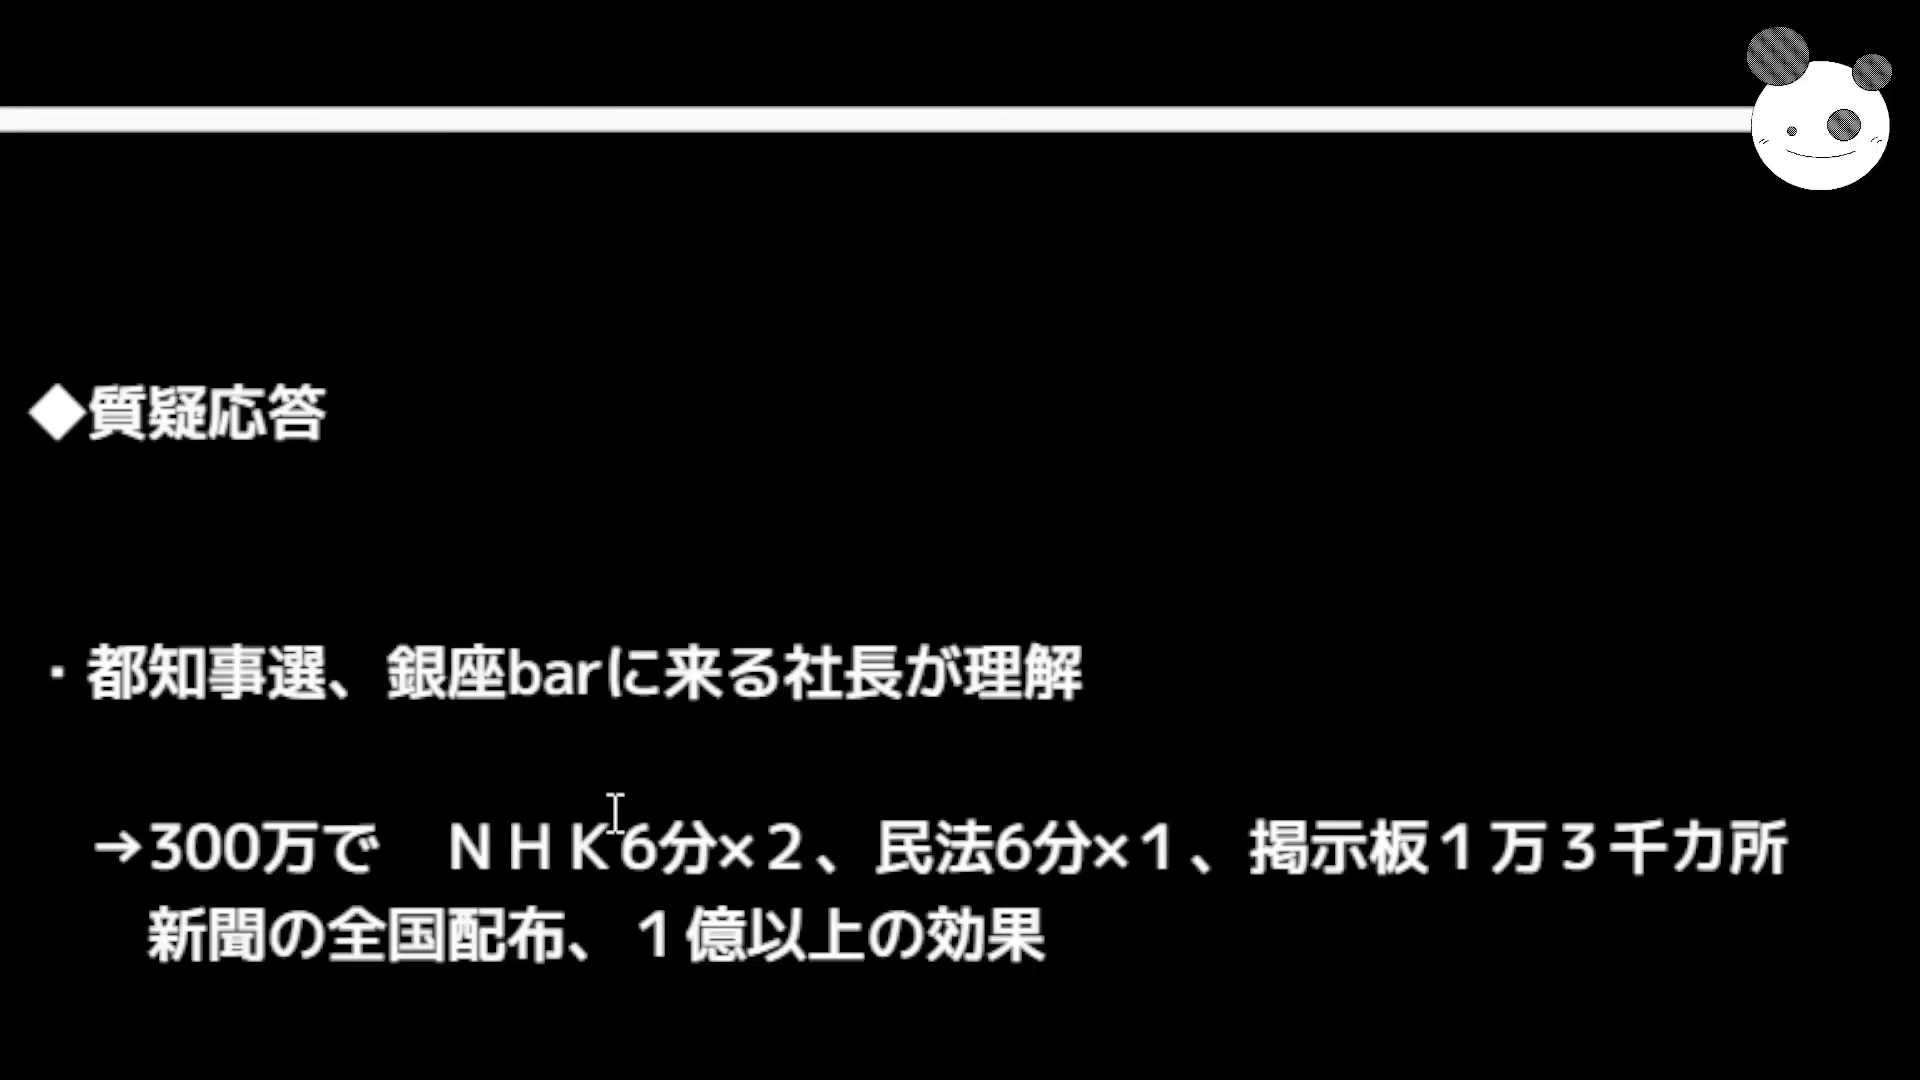 ◆質疑応答
・都知事選、銀座barに来る社長が理解
→300万で　ＮＨＫ6分×２、民法6分×１、掲示板１万３千カ所
新聞の全国配布、１億以上の効果